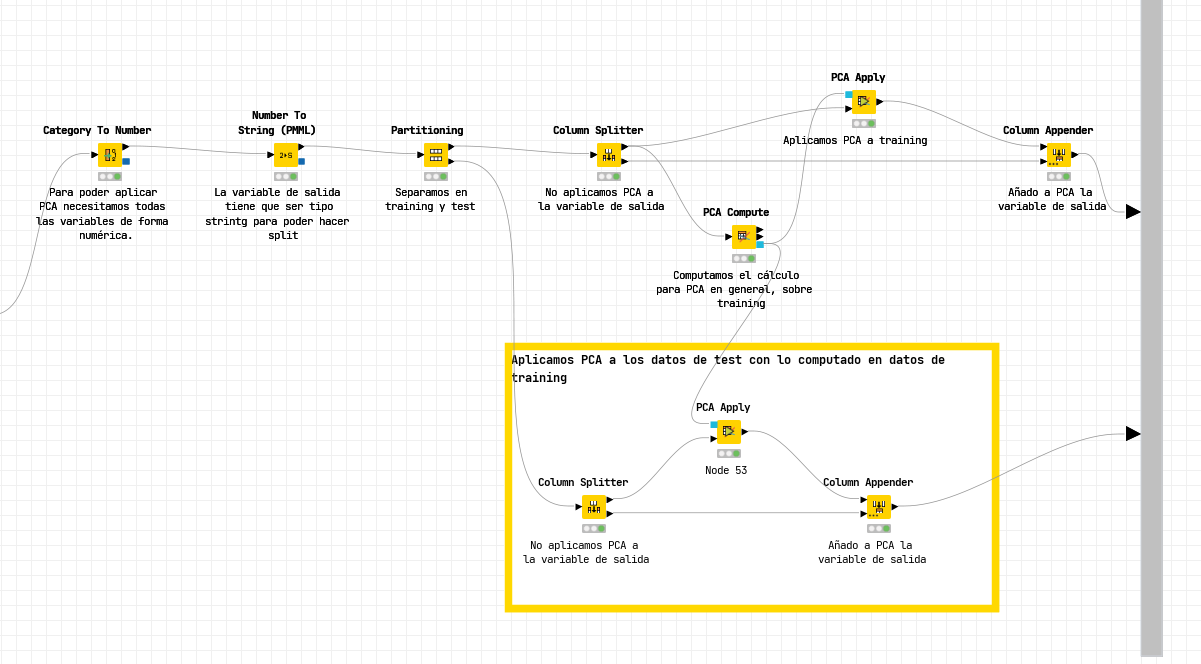 PCA Apply
Aplicamos PCA a training
Number To
String (PMML)
Category To Number
Para poder aplicar
PCA necesitamos todas
las variables de forma
numérica.
2▸S
La variable de salida
tiene que ser tipo
strintg para poder hacer
split
Partitioning
Separamos en
training y test
Column Splitter
No aplicamos PCA a
la variable de salida
Column Appender
Añado a PCA la
variable de salida
PCA Compute
Computamos el cálculo
para PCA en general, sobre
training
Aplicamos PCA a los datos de test con lo computado en datos de
training
PCA Apply
Node 53
Column Splitter
No aplicamos PCA a
la variable de salida
Column Appender
Añado a PCA la
variable de salida